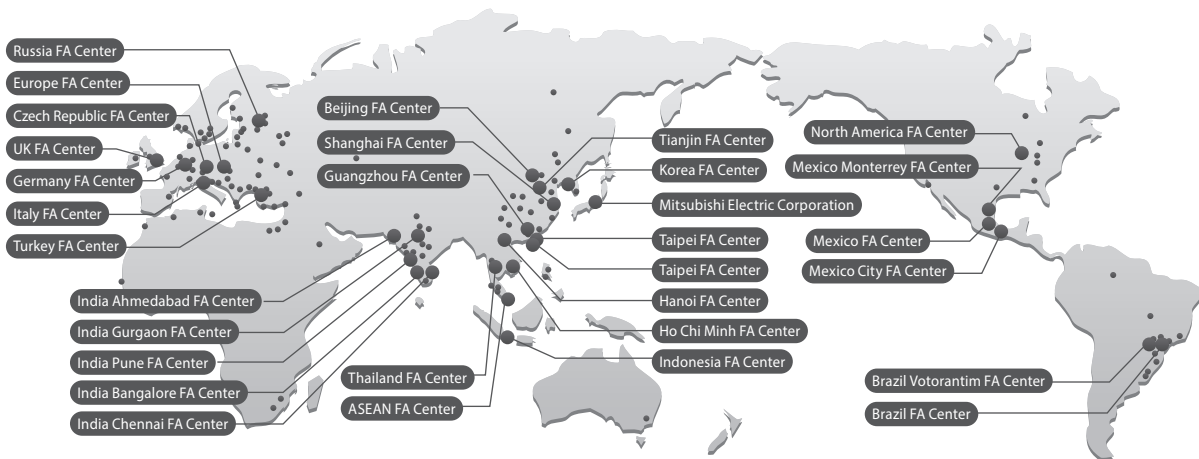 Russia FA Center
Europe FA Center
Czech Republic FA Center
UK FA Center
Germany FA Center
Italy FA Center
Turkey FA Center
Beijing FA Center
Shanghai FA Center
Guangzhou FA Center
Tianjin FA Center
Korea FA Center
Mitsubishi Electric Corporation
Taipei FA Center
Taipei FA Center
Hanoi FA Center
Ho Chi Minh FA Center
Indonesia FA Center
North America FA Center
Mexico Monterrey FA Center
Mexico FA Center
Mexico City FA Center
India Ahmedabad FA Center
India Gurgaon FA Center
India Pune FA Center
India Bangalore FA Center
India Chennai FA Center
Thailand FA Center
ASEAN FA Center
Brazil Votorantim FA Center
Brazil FA Center